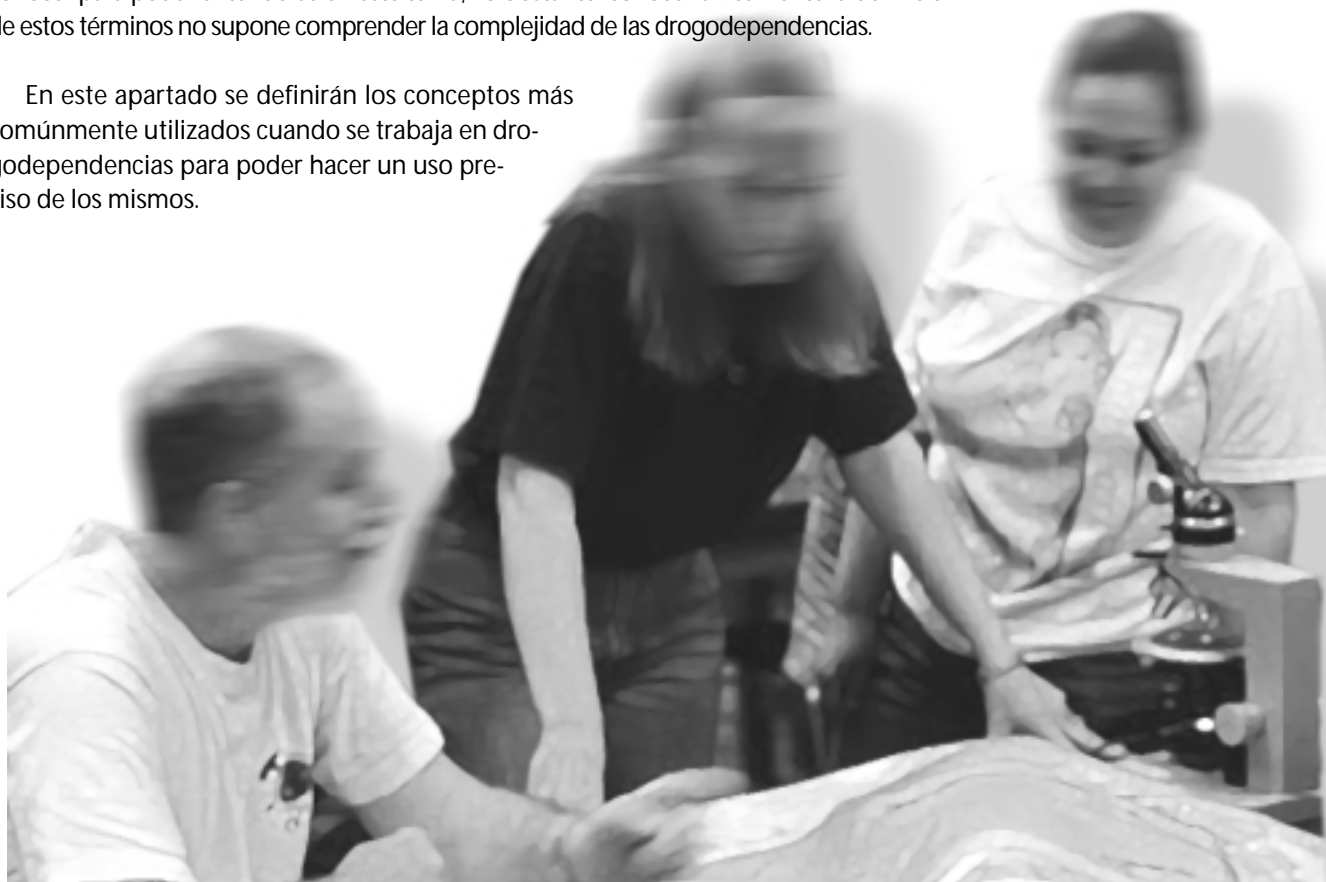 de estos términos no supone comprender la complejidad de las drogodependencias.
En este apartado se definirán los conceptos más
omúnmente utilizados cuando se trabaja en dro-
godependencias para poder hacer un uso pre-
iso de los mismos.